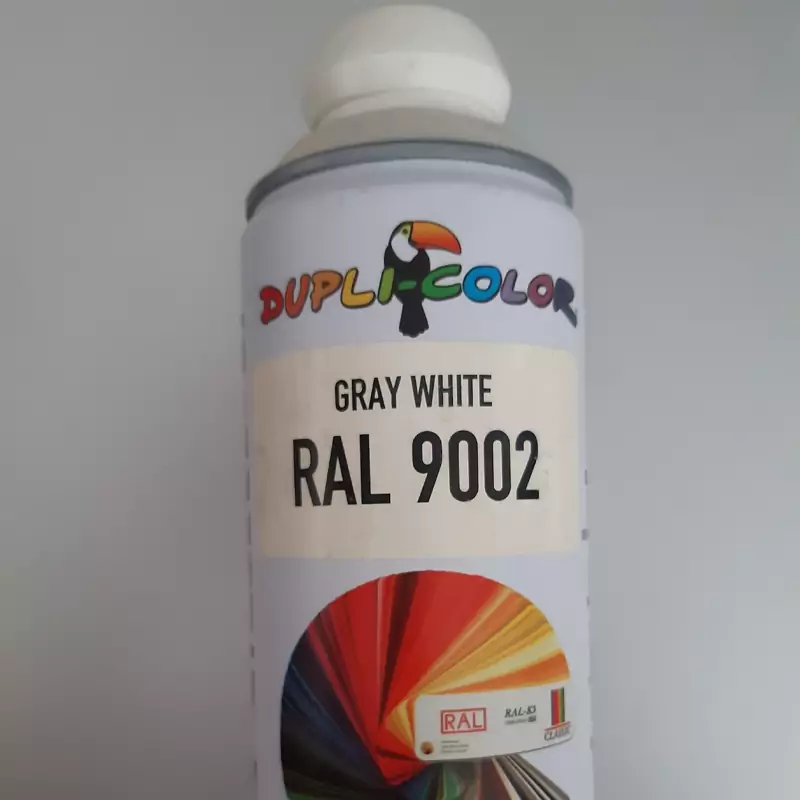 DUPLI-COLOR
GRAY WHITE
RAL 9002
RAL
RAL-K5
CLASSIC